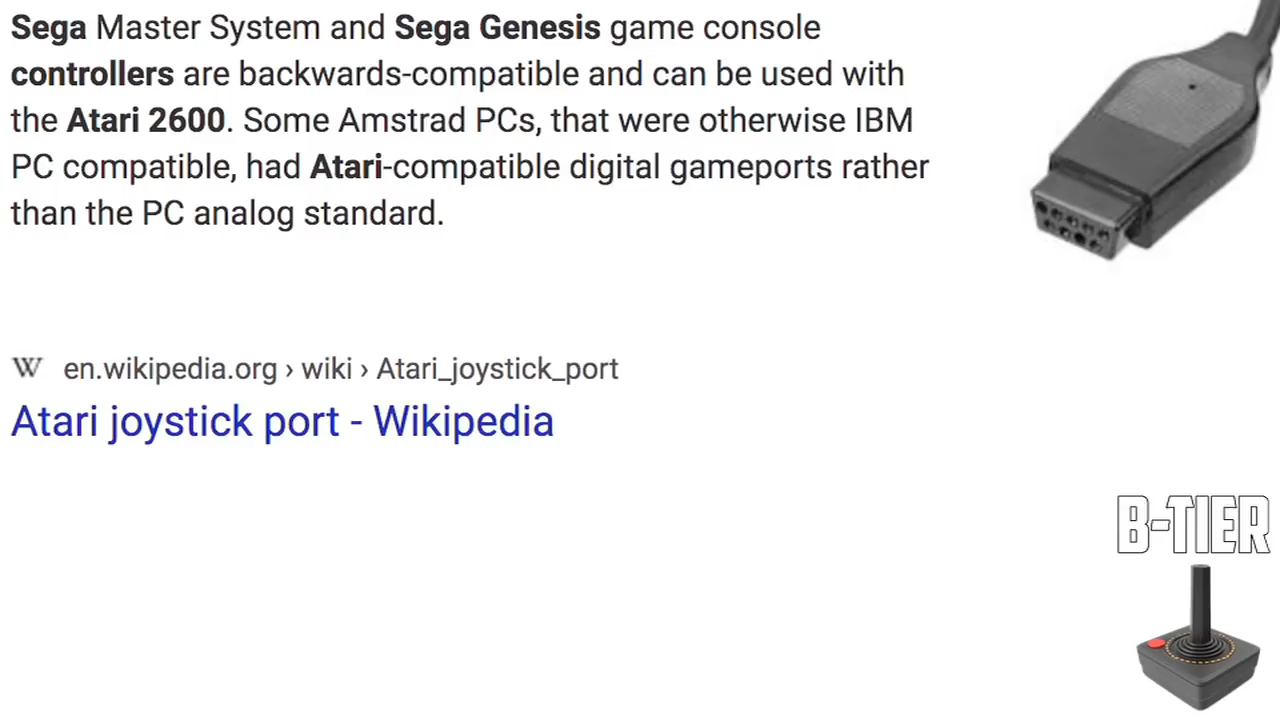 Sega Master System and Sega Genesis game console
controllers are backwards-compatible and can be used with
the Atari 2600. Some Amstrad PCs, that were otherwise IBM
PC compatible, had Atari-compatible digital gameports rather
than the PC analog standard.
W en.wikipedia.org › wiki › Atari_joystick_port
Atari joystick port - Wikipedia
B-TIER